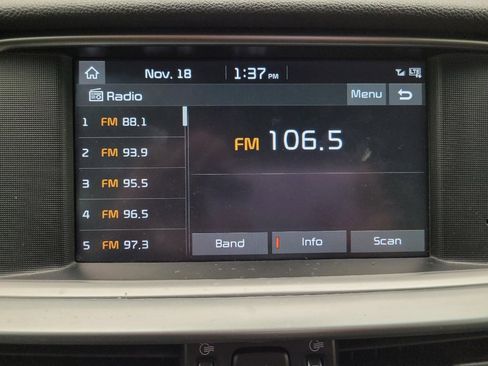 Nov. 18 1:37 PM LTE
Radio Menu
1 FM 88.1
2 FM 93.9
3 FM 95.5
4 FM 96.5
5 FM 97.3
FM 106.5
Band Info Scan